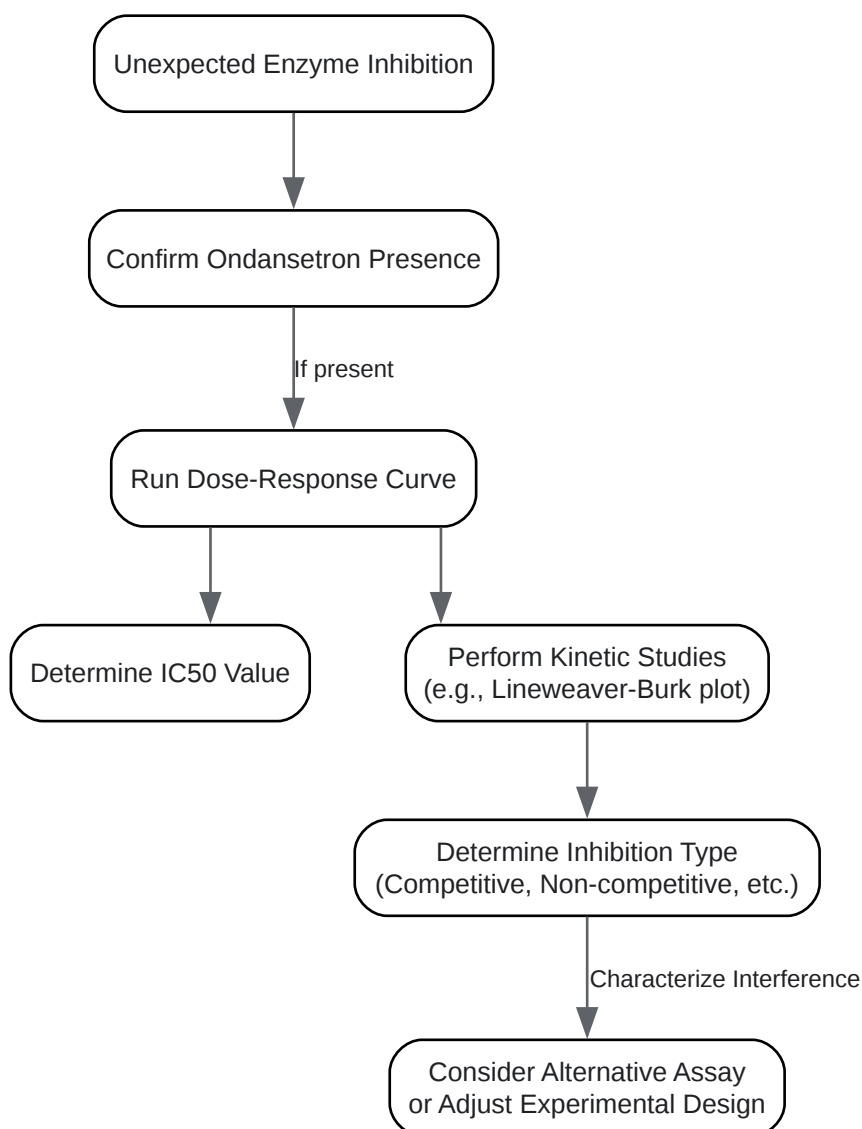 Unexpected Enzyme Inhibition
Confirm Ondansetron Presence
If present
Run Dose-Response Curve
Determine IC50 Value
Perform Kinetic Studies
(e.g., Lineweaver-Burk plot)
Determine Inhibition Type
(Competitive, Non-competitive, etc.)
Characterize Interference
Consider Alternative Assay
or Adjust Experimental Design